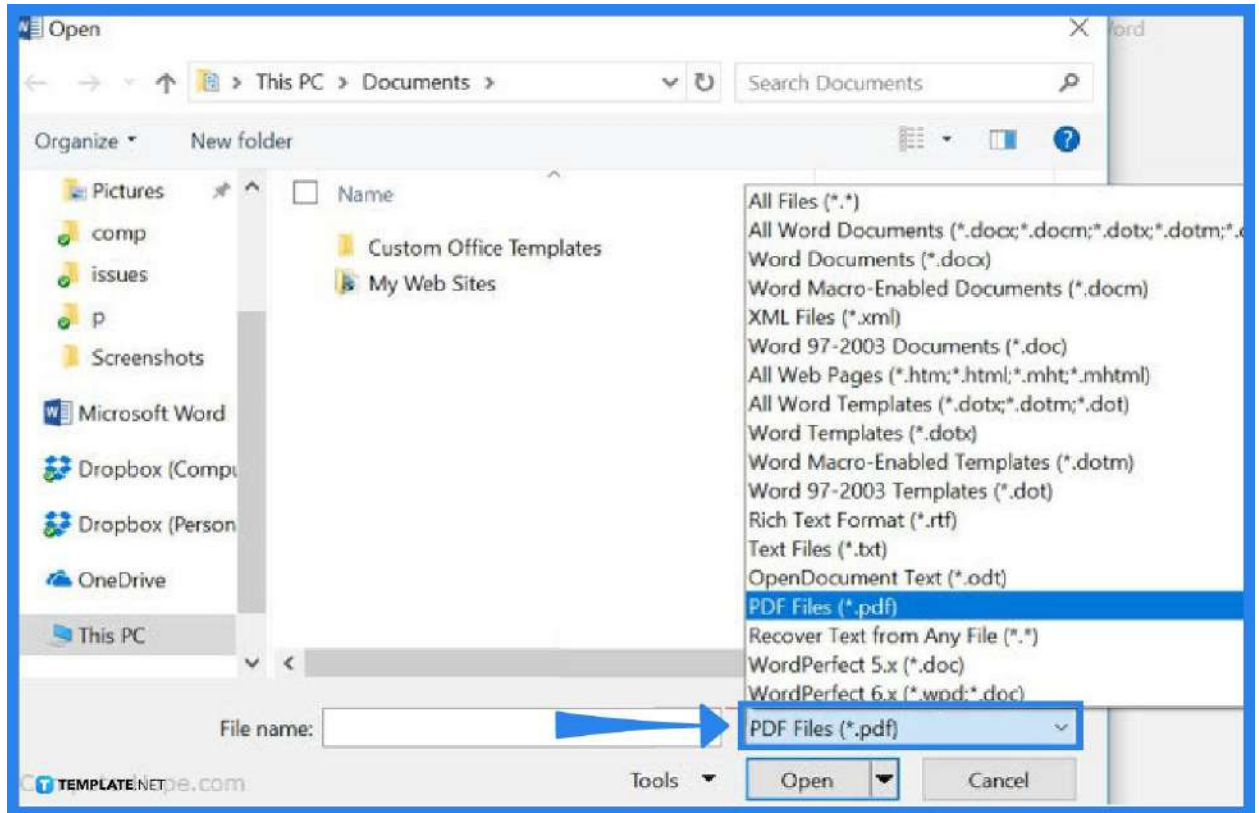 Open
ord
This PC > Documents >
Search Documents
Organize
New folder
Pictures
comp
issues
p
Screenshots
Microsoft Word
Dropbox (Compu
Dropbox (Person
OneDrive
This PC
Name
Custom Office Templates
My Web Sites
All Files (*.*)
All Word Documents (*.docx;*.docm;*.dotx;*.dotm;*.
Word Documents (*.docx)
Word Macro-Enabled Documents (*.docm)
XML Files (*.xml)
Word 97-2003 Documents (*.doc)
All Web Pages (*.htm;*.html;*.mht;*.mhtml)
All Word Templates (*.dotx;*.dotm;*.dot)
Word Templates (*.dotx)
Word Macro-Enabled Templates (*.dotm)
Word 97-2003 Templates (*.dot)
Rich Text Format (*.rtf)
Text Files (*.txt)
OpenDocument Text (*.odt)
PDF Files (*.pdf)
Recover Text from Any File (*.*)
WordPerfect 5.x (*.doc)
WordPerfect 6.x (*.wpd;*.doc)
File name:
PDF Files (*.pdf)
Tools
Open
Cancel
T TEMPLATE.NET pe.com